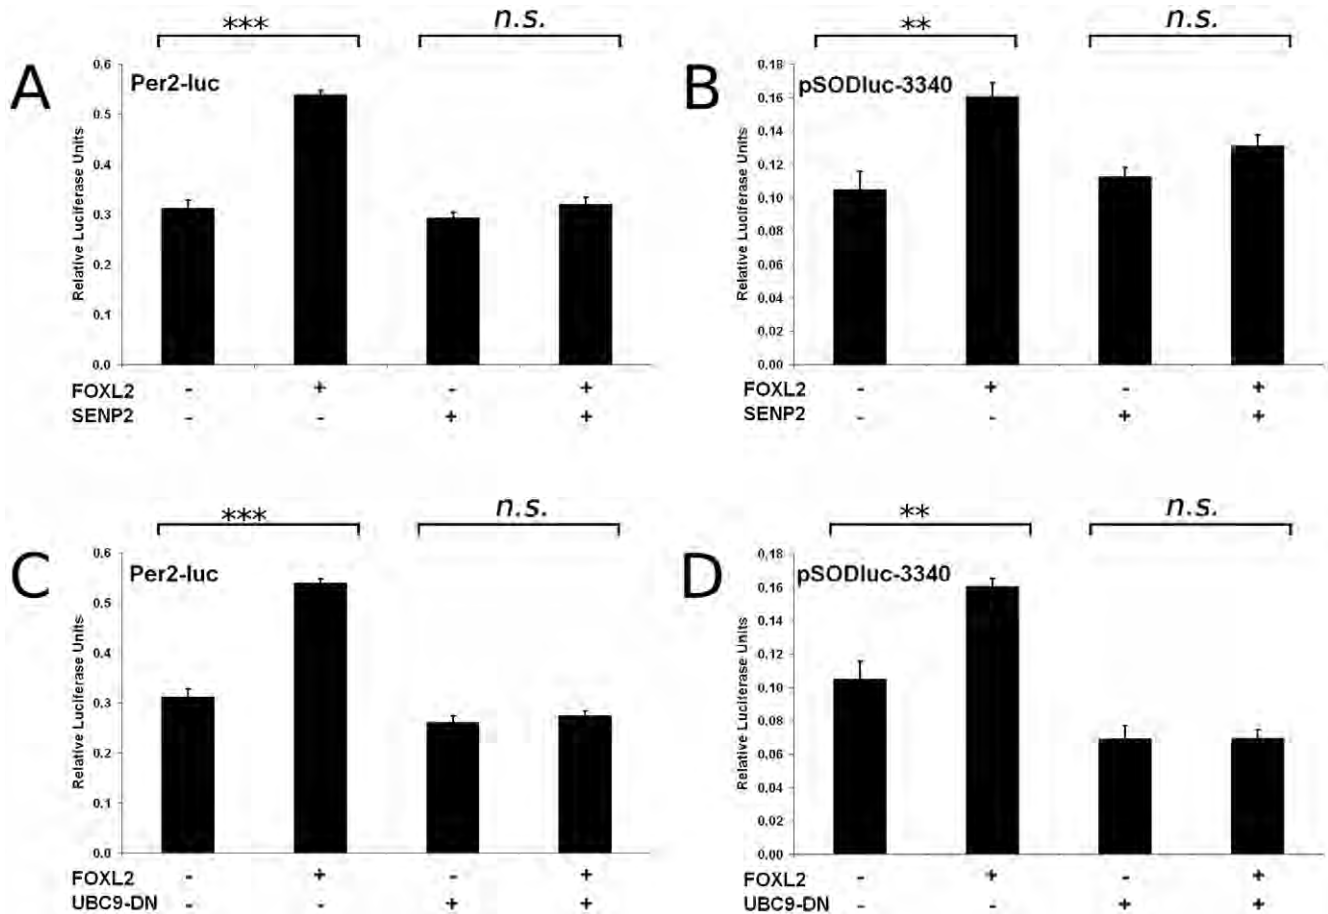 *** n.s.
A
Per2-luc
Relative Luciferase Units
0.6
0.5
0.4
0.3
0.2
0.1
0.0
FOXL2 - + - +
SENP2 - - + +
** n.s.
B
pSODluc-3340
Relative Luciferase Units
0.18
0.16
0.14
0.12
0.10
0.08
0.06
0.04
0.02
0.00
FOXL2 - + - +
SENP2 - - + +
*** n.s.
C
Per2-luc
Relative Luciferase Units
0.6
0.5
0.4
0.3
0.2
0.1
0.0
FOXL2 - + - +
UBC9-DN - - + +
** n.s.
D
pSODluc-3340
Relative Luciferase Units
0.18
0.16
0.14
0.12
0.10
0.08
0.06
0.04
0.02
0.00
FOXL2 - + - +
UBC9-DN - - + +